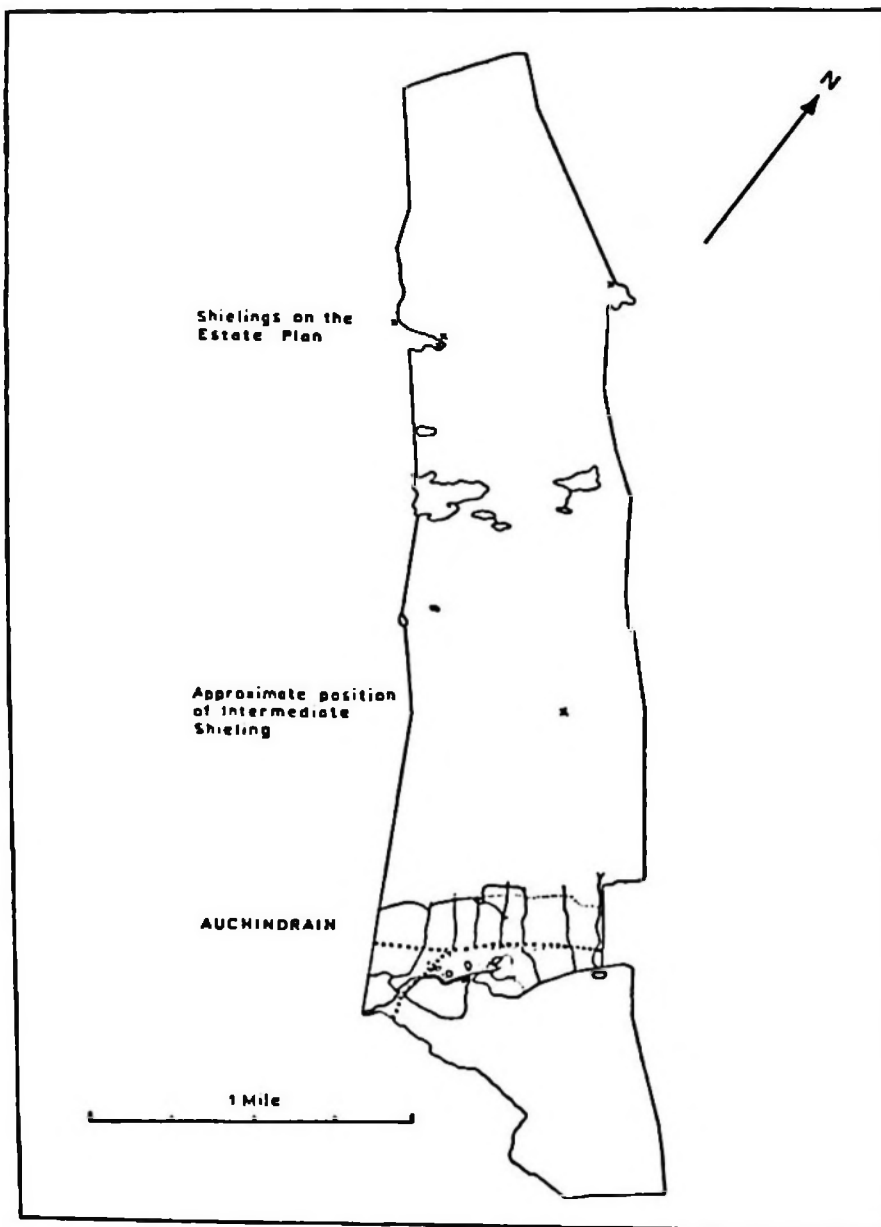 N
Shielings on the
Estate Plan
Approximate position
of Intermediate
Shieling
AUCHINDRAIN
1 Mile